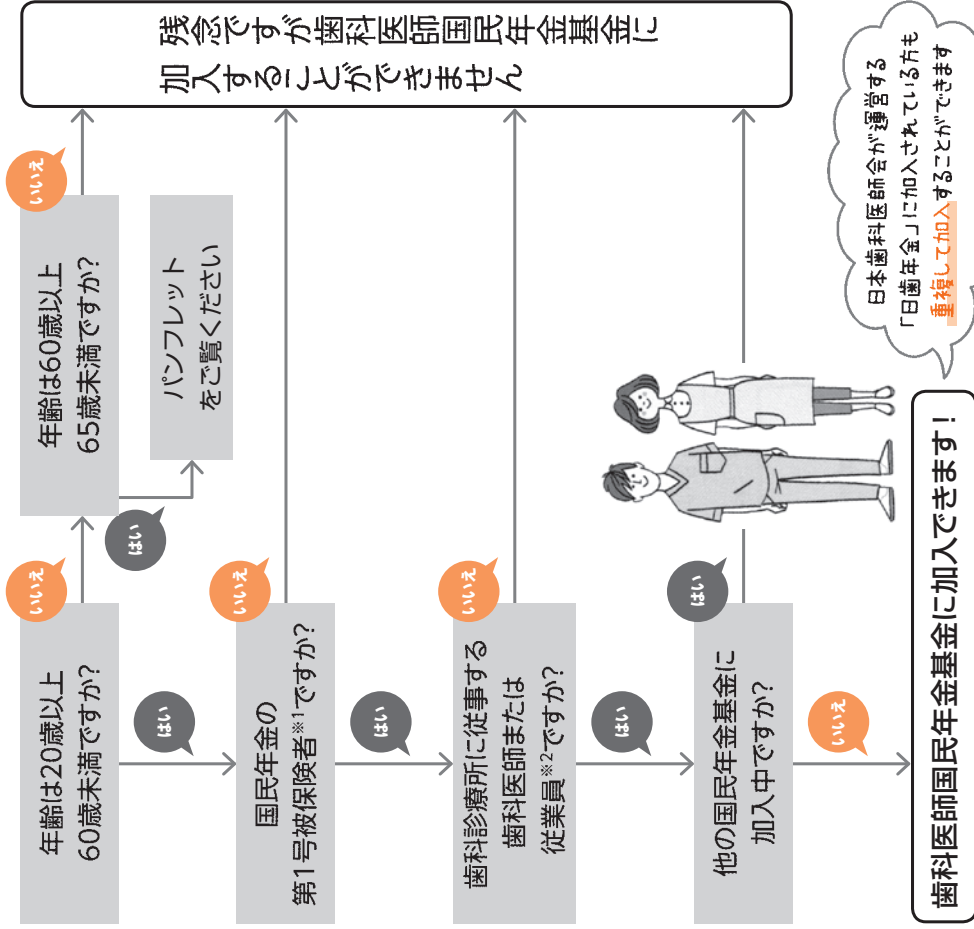 年齢は20歳以上
60歳未満ですか?
いいえ
年齢は60歳以上
65歳未満ですか?
いいえ
残念ですが歯科医師国民年金基金に
加入することができません
はい
パンフレット
をご覧ください
はい
国民年金の
第1号被保険者※1ですか?
いいえ
はい
歯科診療所に従事する
歯科医師または
従業員※2ですか?
いいえ
はい
他の国民年金基金に
加入中ですか?
はい
いいえ
歯科医師国民年金基金に加入できます！
日本歯科医師会が運営する
「日歯年金」に加入されている方も
重複して加入することができます